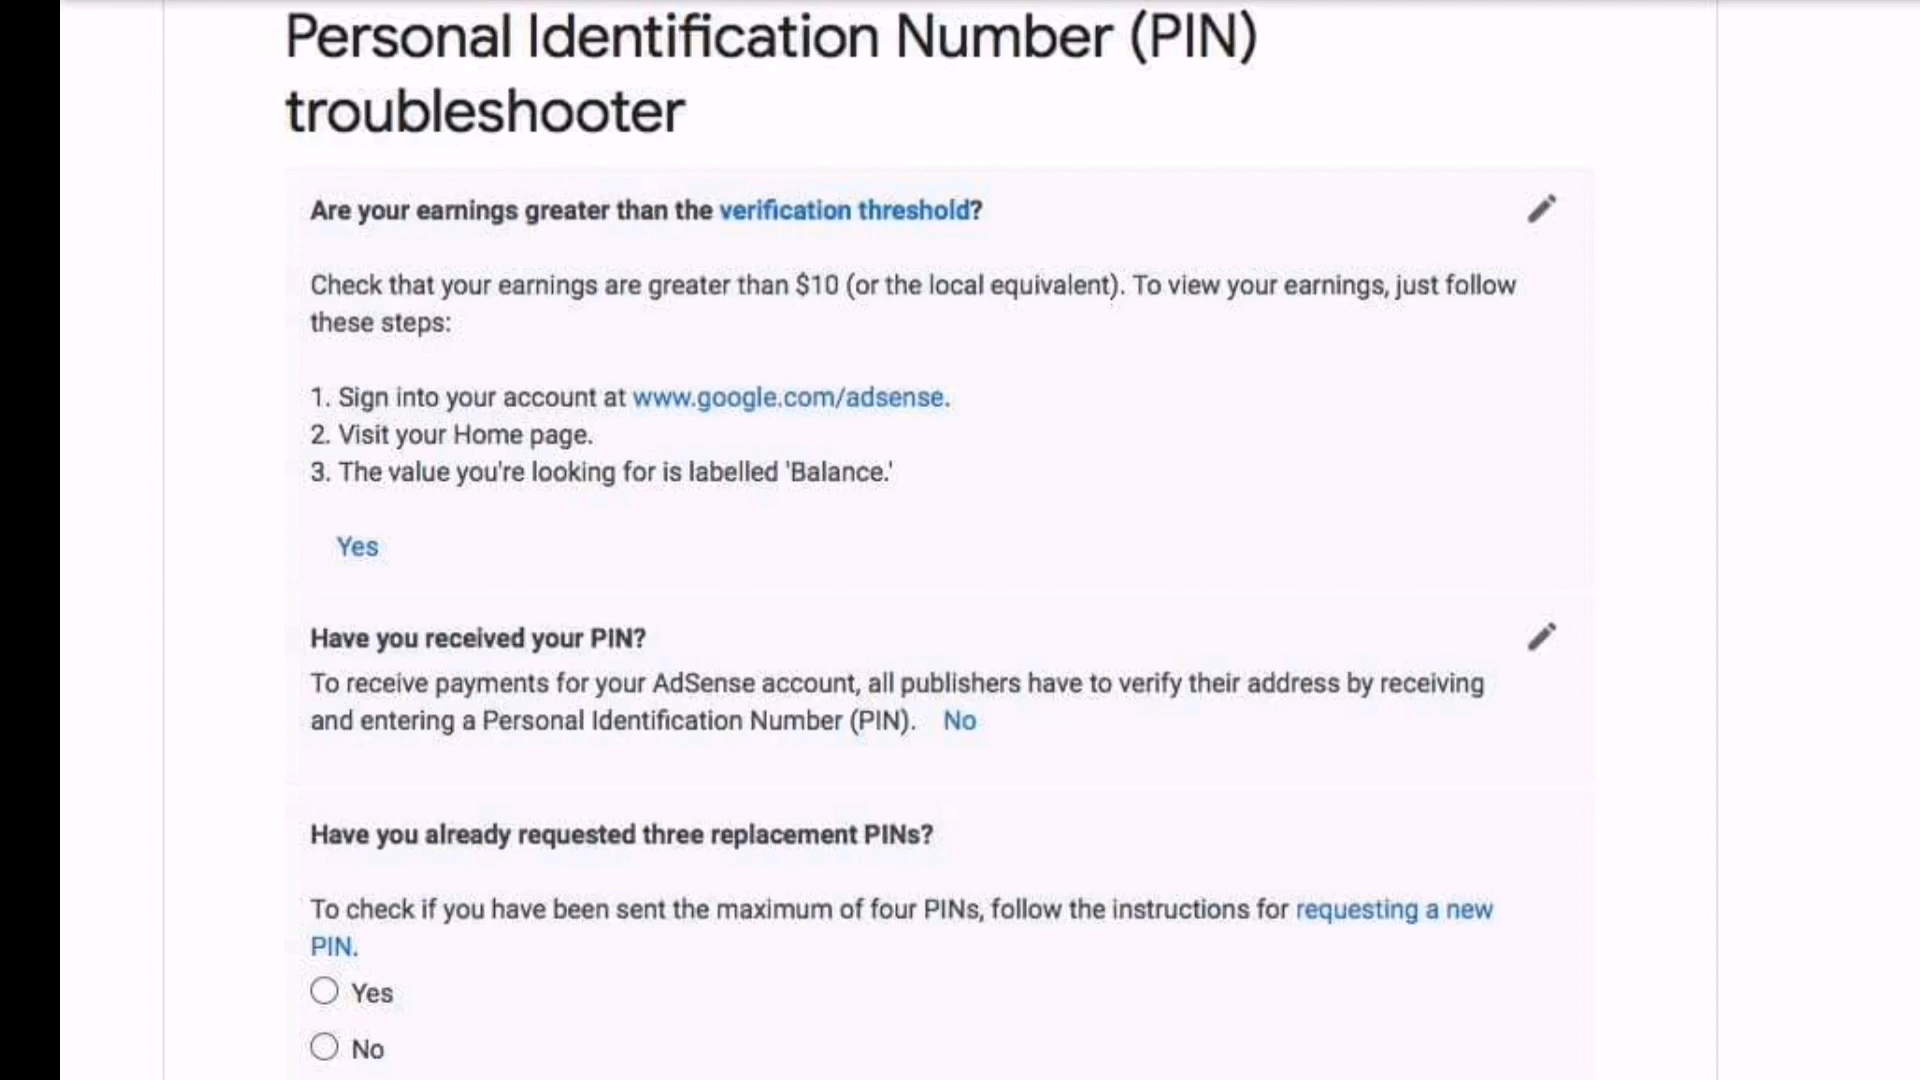 Personal Identification Number (PIN)
troubleshooter
Are your earnings greater than the verification threshold?
Check that your earnings are greater than $10 (or the local equivalent). To view your earnings, just follow
these steps:
1. Sign into your account at www.google.com/adsense.
2. Visit your Home page.
3. The value you're looking for is labelled 'Balance.'
Yes
Have you received your PIN?
To receive payments for your AdSense account, all publishers have to verify their address by receiving
and entering a Personal Identification Number (PIN). No
Have you already requested three replacement PINs?
To check if you have been sent the maximum of four PINs, follow the instructions for requesting a new
PIN.
Yes
No